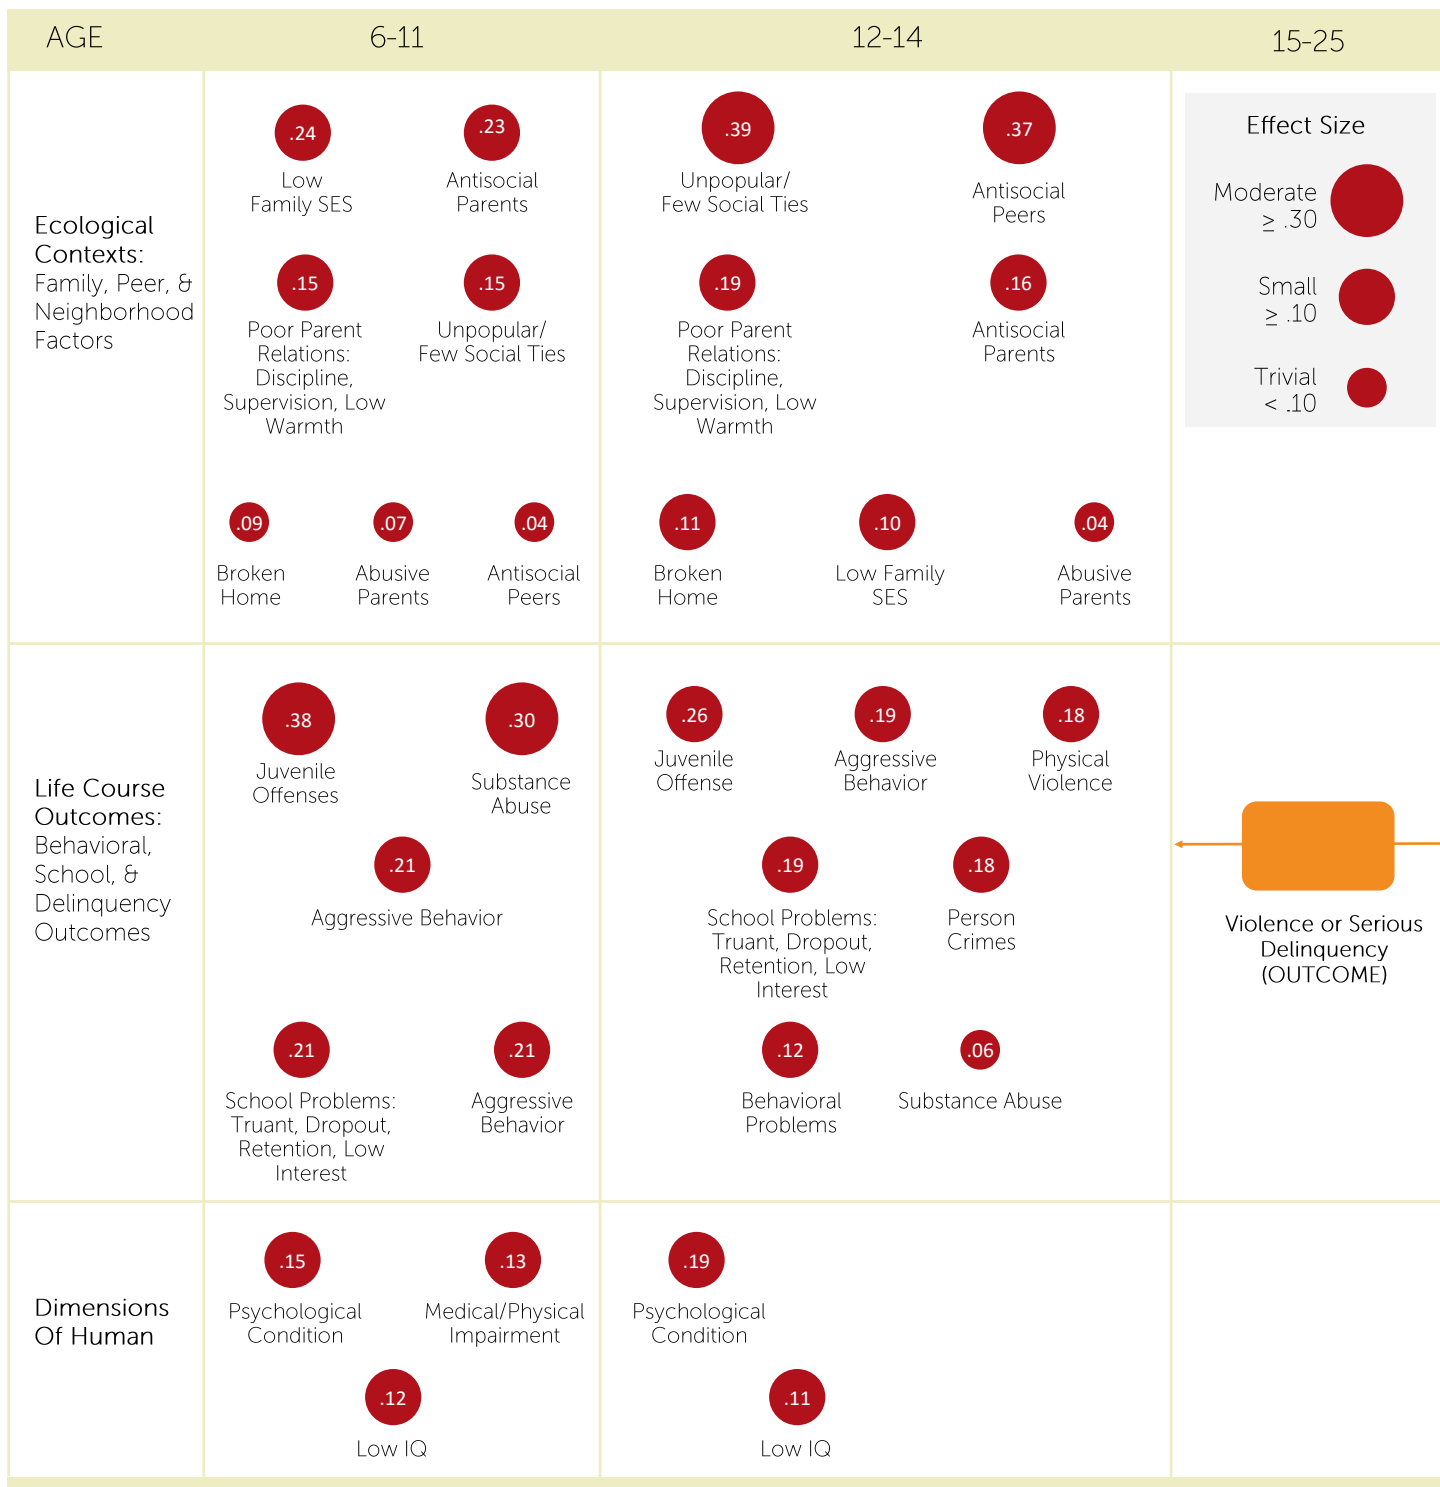 AGE
6-11
12-14
15-25
Ecological
Contexts:
Family, Peer, &
Neighborhood
Factors
.24
Low
Family SES
.23
Antisocial
Parents
.15
Poor Parent
Relations:
Discipline,
Supervision, Low
Warmth
.15
Unpopular/
Few Social Ties
.09
Broken
Home
.07
Abusive
Parents
.04
Antisocial
Peers
.39
Unpopular/
Few Social Ties
.37
Antisocial
Peers
.19
Poor Parent
Relations:
Discipline,
Supervision, Low
Warmth
.16
Antisocial
Parents
.11
Broken
Home
.10
Low Family
SES
.04
Abusive
Parents
Effect Size
Moderate
≥ .30
Small
≥ .10
Trivial
< .10
Life Course
Outcomes:
Behavioral,
School, &
Delinquency
Outcomes
.38
Juvenile
Offenses
.30
Substance
Abuse
.21
Aggressive Behavior
.21
School Problems:
Truant, Dropout,
Retention, Low
Interest
.21
Aggressive
Behavior
.26
Juvenile
Offense
.19
Aggressive
Behavior
.18
Physical
Violence
.19
School Problems:
Truant, Dropout,
Retention, Low
Interest
.18
Person
Crimes
.12
Behavioral
Problems
.06
Substance Abuse
Violence or Serious
Delinquency
(OUTCOME)
Dimensions
Of Human
.15
Psychological
Condition
.13
Medical/Physical
Impairment
.12
Low IQ
.19
Psychological
Condition
.11
Low IQ